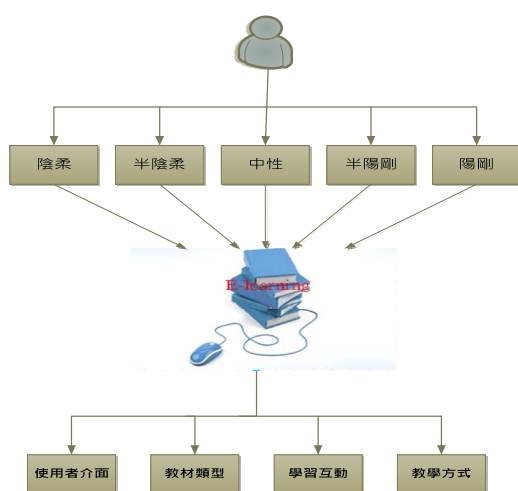 陰柔
半陰柔
中性
半陽剛
陽剛
E-learning
使用者介面
教材類型
學習互動
教學方式